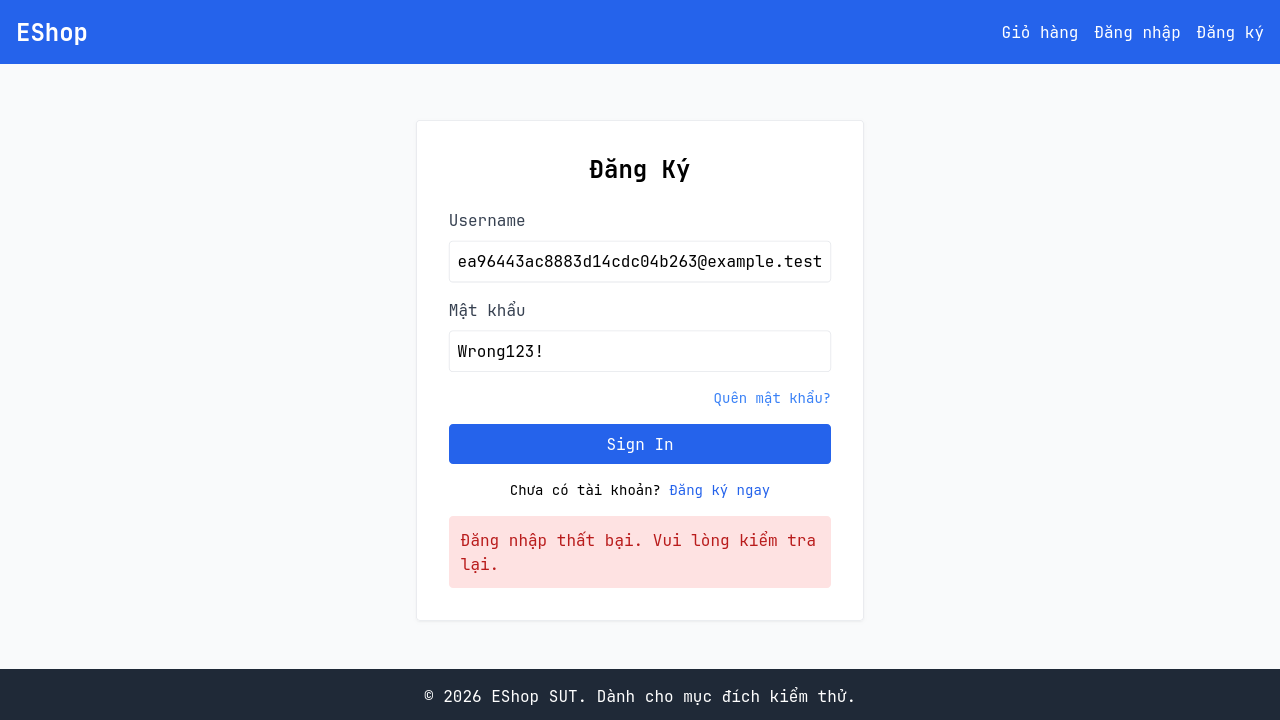 EShop
Giỏ hàng Đăng nhập Đăng ký
Đăng Ký
Username
ea96443ac8883d14cdc04b263@example.test
Mật khẩu
Wrong123!
Quên mật khẩu?
Sign In
Chưa có tài khoản? Đăng ký ngay
Đăng nhập thất bại. Vui lòng kiểm tra
lại.
© 2026 EShop SUT. Dành cho mục đích kiểm thử.